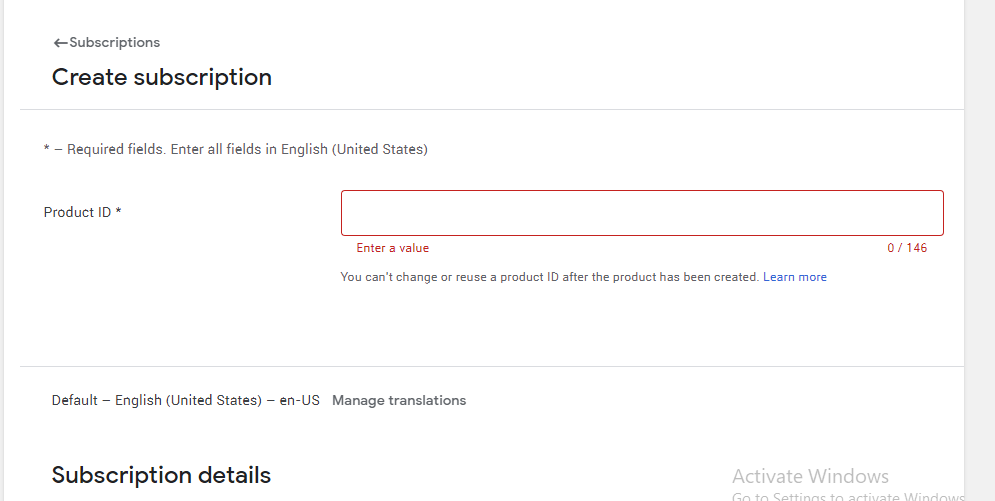 ←Subscriptions
Create subscription
* – Required fields. Enter all fields in English (United States)
Product ID *
Enter a value
0 / 146
You can't change or reuse a product ID after the product has been created. Learn more
Default – English (United States) – en-US Manage translations
Subscription details
Activate Windows
Go to Settings to activate Windows